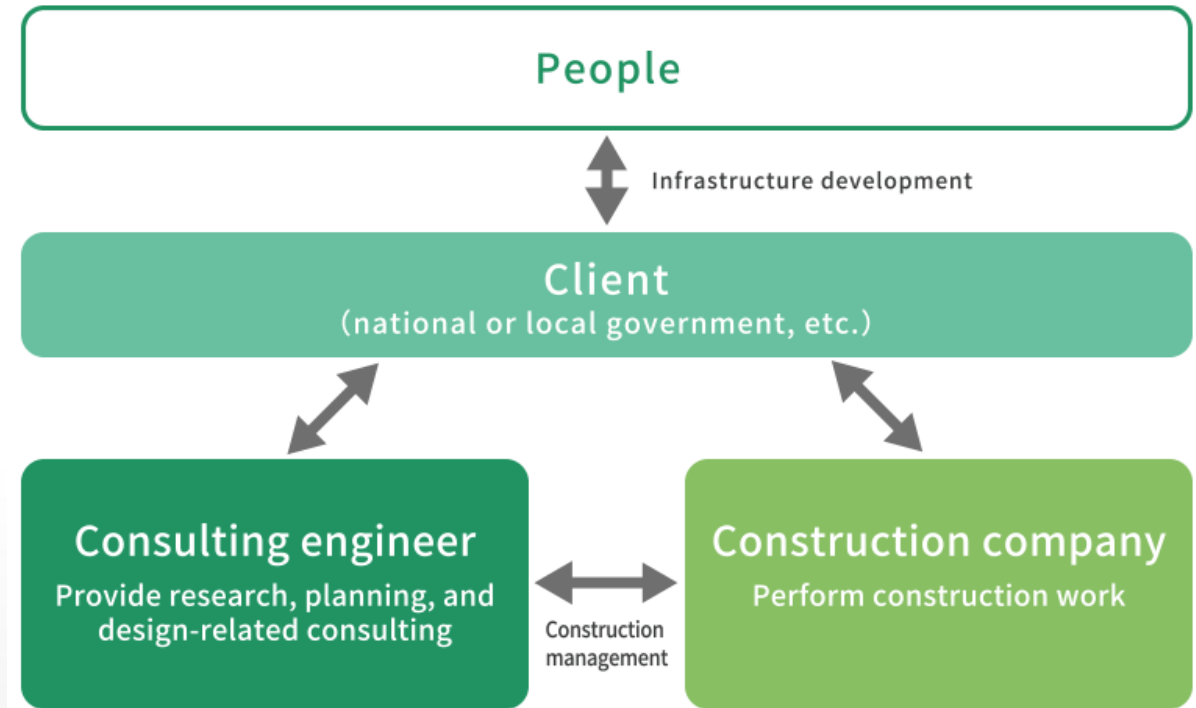 People
Infrastructure development
Client
（national or local government, etc.）
Consulting engineer
Provide research, planning, and
design-related consulting
Construction
management
Construction company
Perform construction work